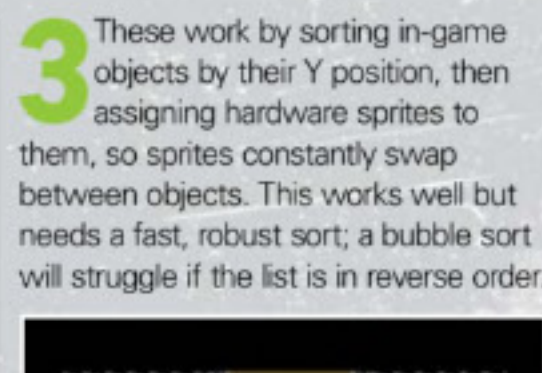 3 These work by sorting in-game
objects by their Y position, then
assigning hardware sprites to
them, so sprites constantly swap
between objects. This works well but
needs a fast, robust sort; a bubble sort
will struggle if the list is in reverse order.